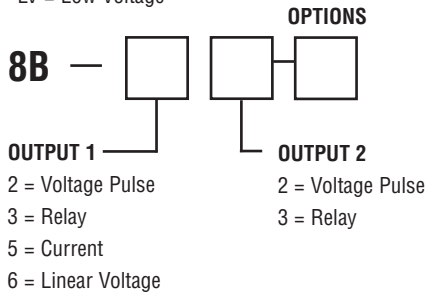 LV = Low Voltage
OPTIONS
8B —
OUTPUT 1
2 = Voltage Pulse
3 = Relay
5 = Current
6 = Linear Voltage
OUTPUT 2
2 = Voltage Pulse
3 = Relay